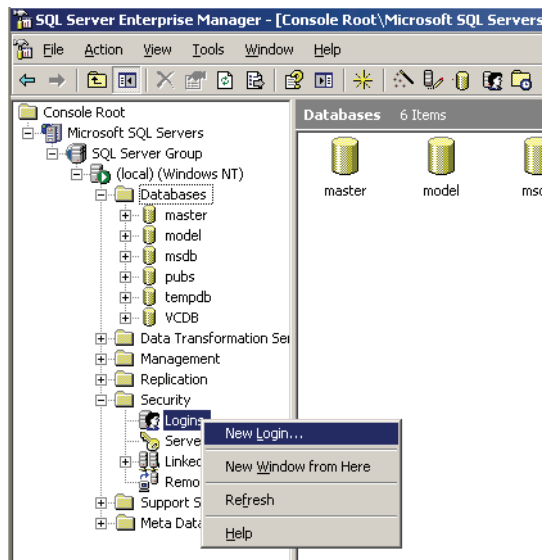 SQL Server Enterprise Manager - [Console Root\Microsoft SQL Servers
File Action View Tools Window Help
Console Root
Microsoft SQL Servers
SQL Server Group
(local) (Windows NT)
Databases
master
model
msdb
pubs
tempdb
VCDB
Data Transformation Ser
Management
Replication
Security
Logins
Serve
Linked
Remo
Support S
Meta Data
Databases 6 Items
master model msd
New Login...
New Window from Here
Refresh
Help